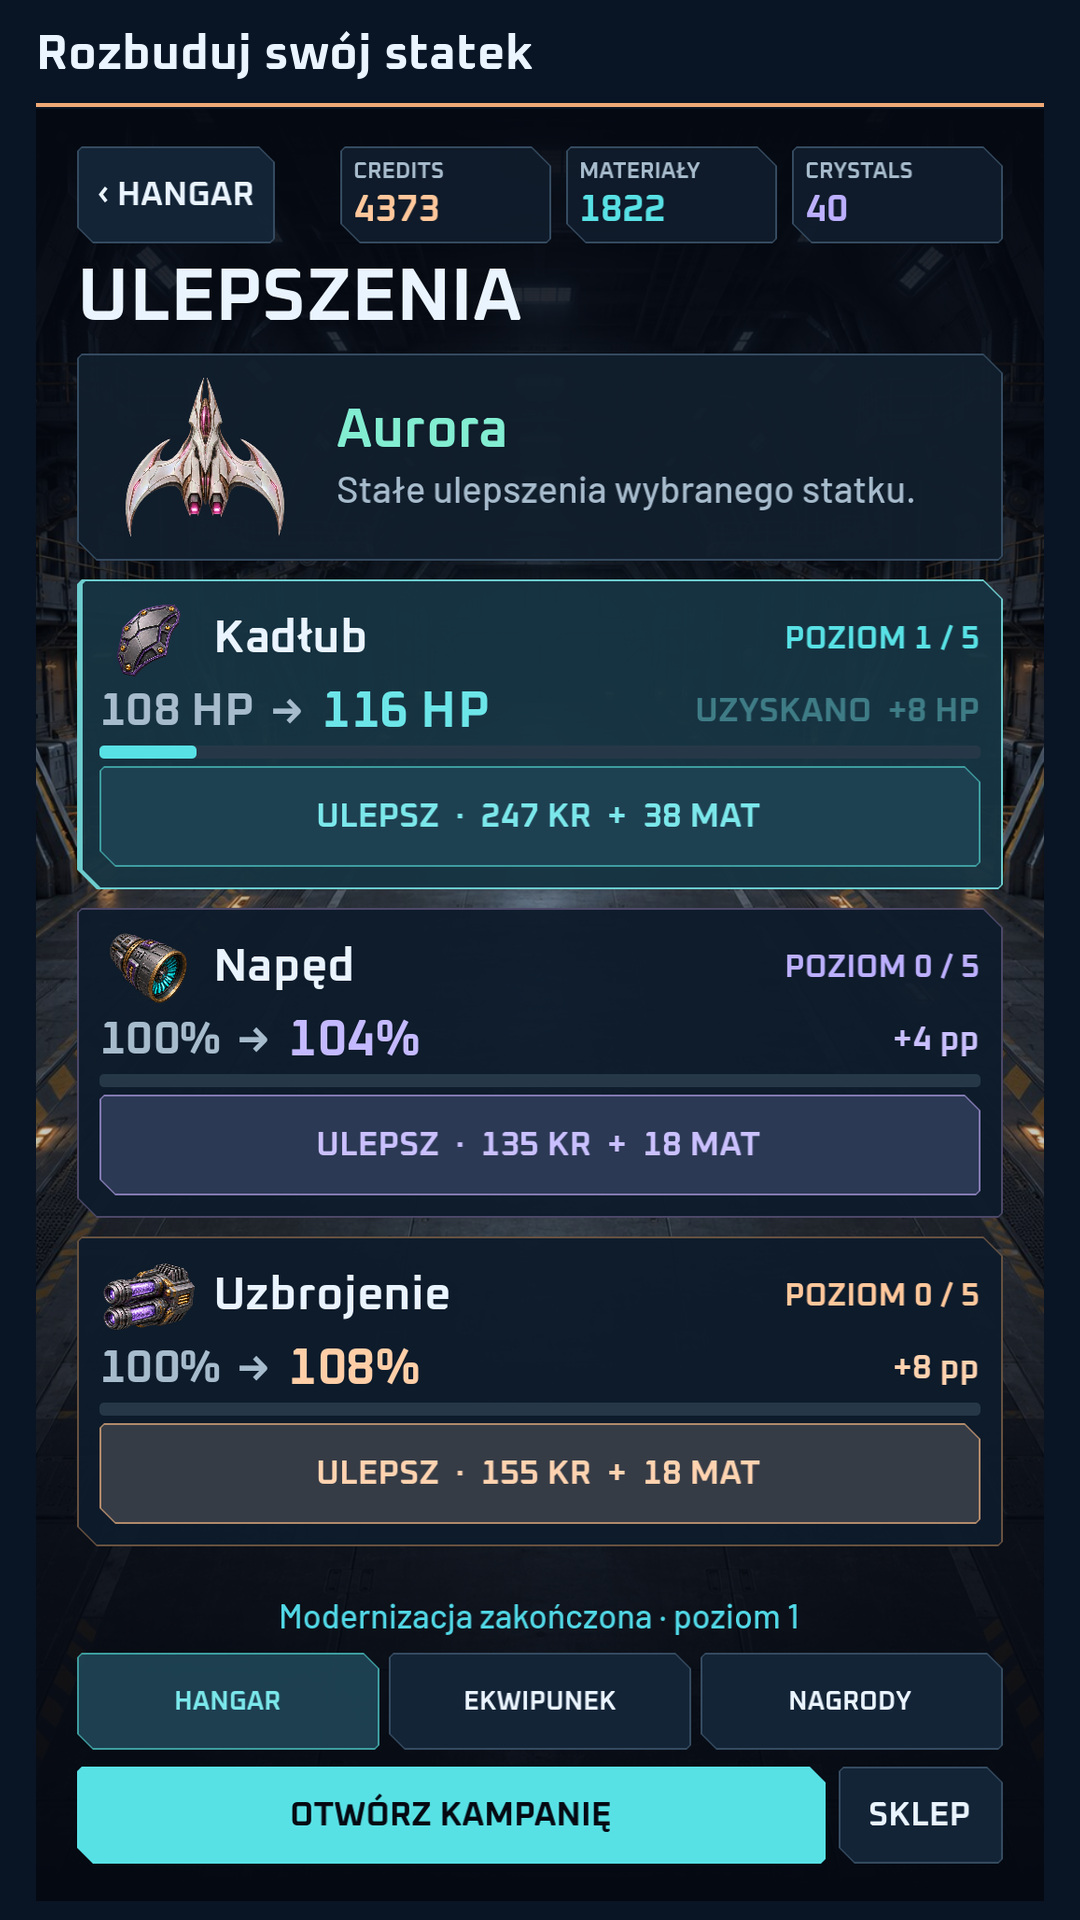 Rozbuduj swój statek
‹ HANGAR
CREDITS
4373
MATERIAŁY
1822
CRYSTALS
40
ULEPSZENIA
Aurora
Stałe ulepszenia wybranego statku.
Kadłub
POZIOM 1 / 5
108 HP → 116 HP
UZYSKANO +8 HP
ULEPSZ · 247 KR + 38 MAT
Napęd
POZIOM 0 / 5
100% → 104%
+4 pp
ULEPSZ · 135 KR + 18 MAT
Uzbrojenie
POZIOM 0 / 5
100% → 108%
+8 pp
ULEPSZ · 155 KR + 18 MAT
Modernizacja zakończona · poziom 1
HANGAR
EKWIPUNEK
NAGRODY
OTWÓRZ KAMPANIĘ
SKLEP